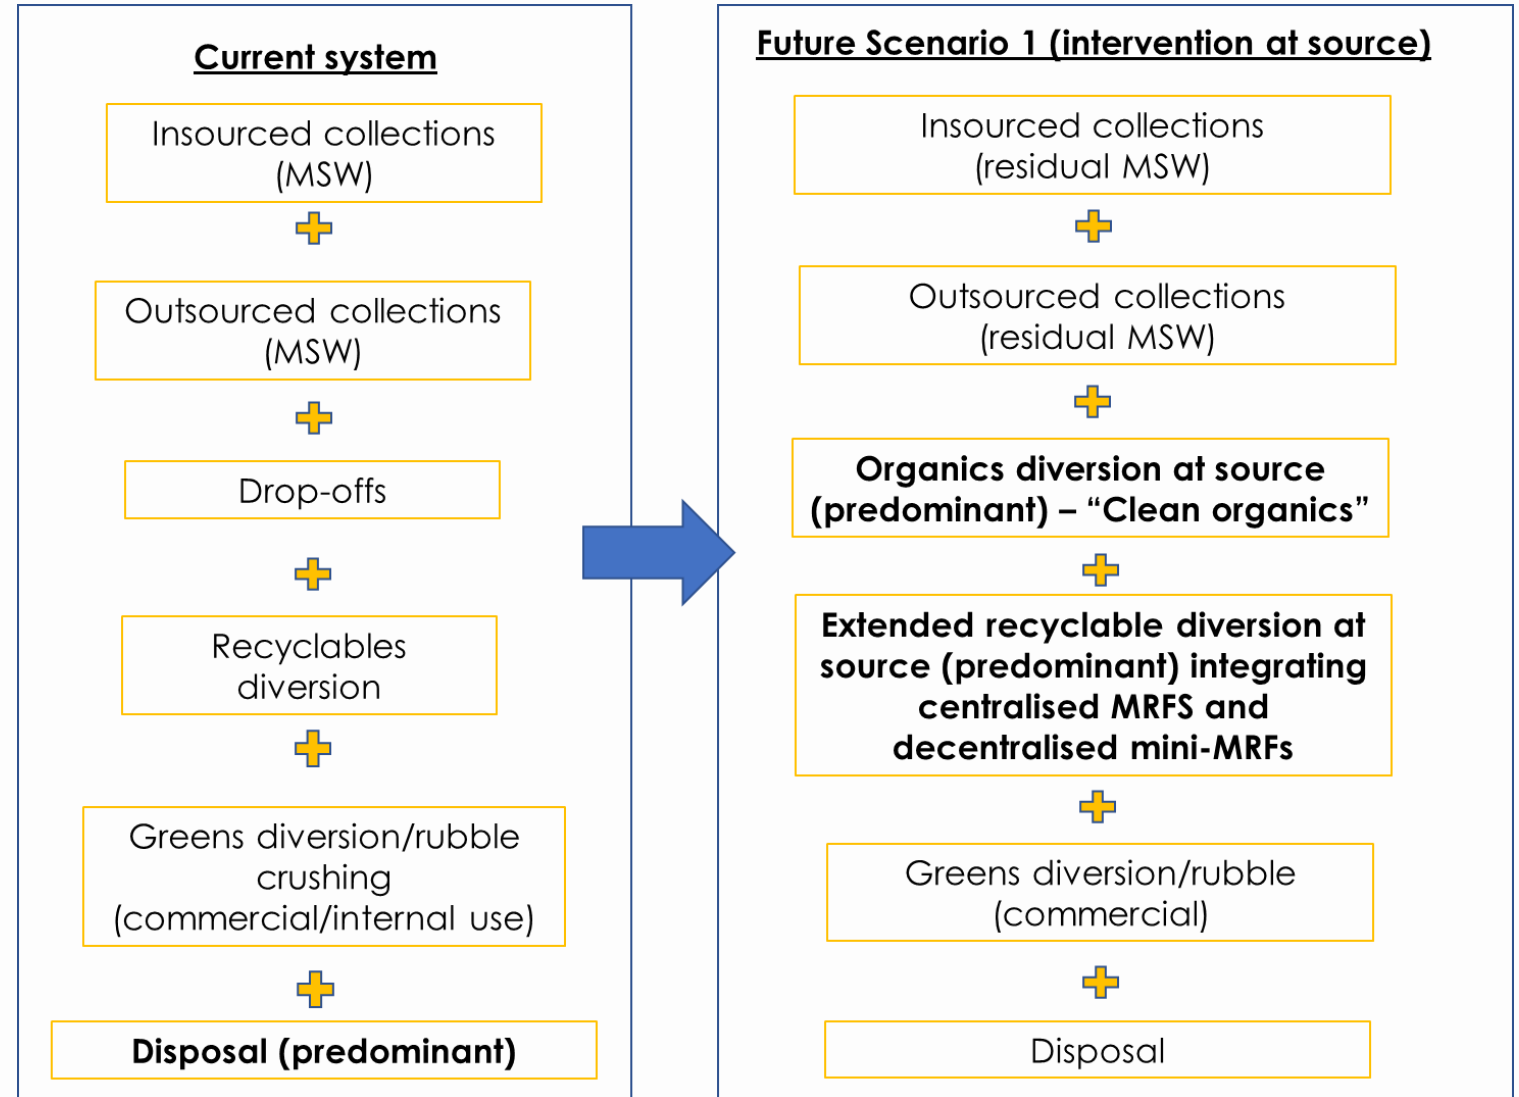 Current system
Insourced collections
(MSW)
Outsourced collections
(MSW)
Drop-offs
Recyclables
diversion
Greens diversion/rubble
crushing
(commercial/internal use)
Disposal (predominant)
Future Scenario 1 (intervention at source)
Insourced collections
(residual MSW)
Outsourced collections
(residual MSW)
Organics diversion at source
(predominant) – “Clean organics”
Extended recyclable diversion at
source (predominant) integrating
centralised MRFS and
decentralised mini-MRFs
Greens diversion/rubble
(commercial)
Disposal